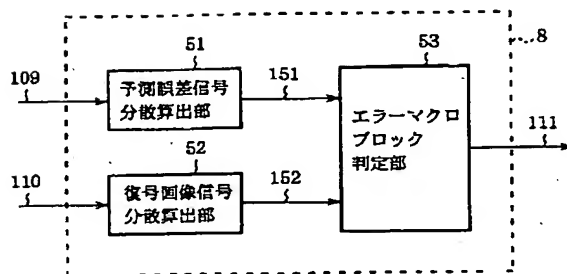 51
53
8
109
予測誤差信号
分散算出部
151
エラーマクロ
ブロック
判定部
111
52
110
復号画像信号
分散算出部
152